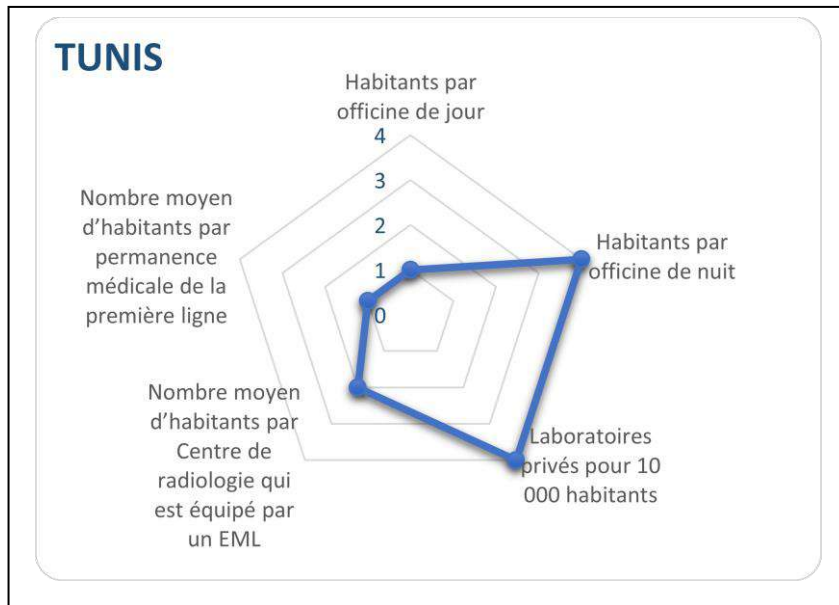 TUNIS
Habitants par
officine de jour
4
3
2
1
0
Habitants par
officine de nuit
Laboratoires
privés pour 10
000 habitants
Nombre moyen
d'habitants par
Centre de
radiologie qui
est équipé par
un EML
Nombre moyen
d'habitants par
permanence
médicale de la
première ligne